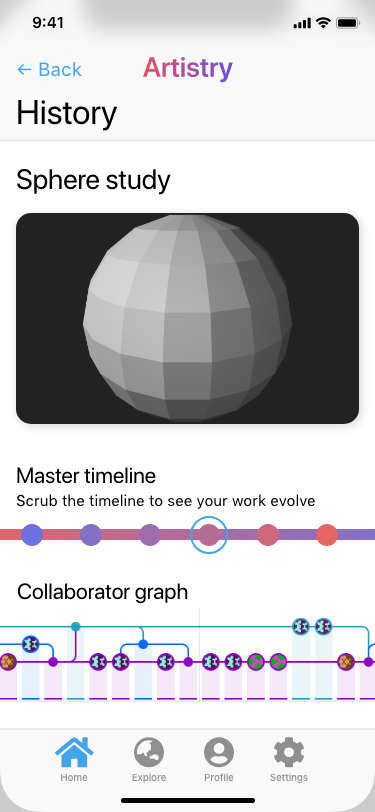 9:41
← Back
Artistry
History
Sphere study
Master timeline
Scrub the timeline to see your work evolve
Collaborator graph
Home
Explore
Profile
Settings